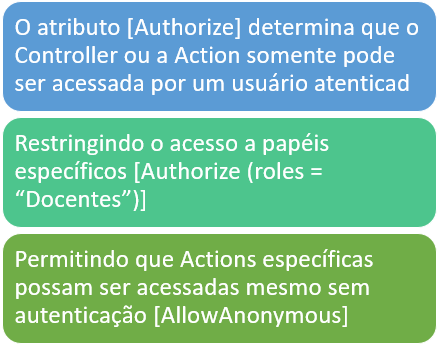 O atributo [Authorize] determina que o
Controller ou a Action somente pode
ser acessada por um usuário atenticad
Restringindo o acesso a papéis
específicos [Authorize (roles =
“Docentes”)]
Permitindo que Actions específicas
possam ser acessadas mesmo sem
autenticação [AllowAnonymous]